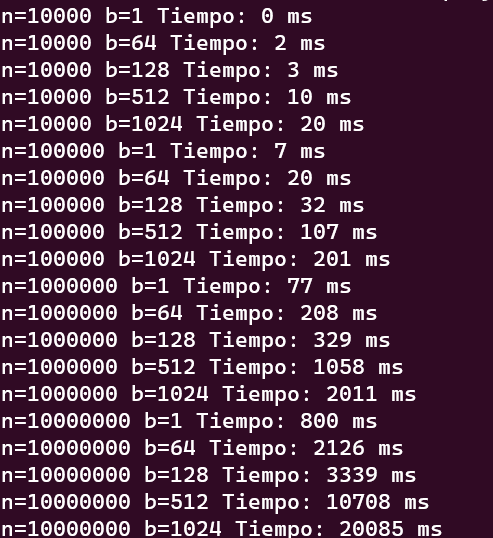 n=10000 b=1 Tiempo: 0 ms
n=10000 b=64 Tiempo: 2 ms
n=10000 b=128 Tiempo: 3 ms
n=10000 b=512 Tiempo: 10 ms
n=10000 b=1024 Tiempo: 20 ms
n=100000 b=1 Tiempo: 7 ms
n=100000 b=64 Tiempo: 20 ms
n=100000 b=128 Tiempo: 32 ms
n=100000 b=512 Tiempo: 107 ms
n=100000 b=1024 Tiempo: 201 ms
n=1000000 b=1 Tiempo: 77 ms
n=1000000 b=64 Tiempo: 208 ms
n=1000000 b=128 Tiempo: 329 ms
n=1000000 b=512 Tiempo: 1058 ms
n=1000000 b=1024 Tiempo: 2011 ms
n=10000000 b=1 Tiempo: 800 ms
n=10000000 b=64 Tiempo: 2126 ms
n=10000000 b=128 Tiempo: 3339 ms
n=10000000 b=512 Tiempo: 10708 ms
n=10000000 b=1024 Tiempo: 20085 ms